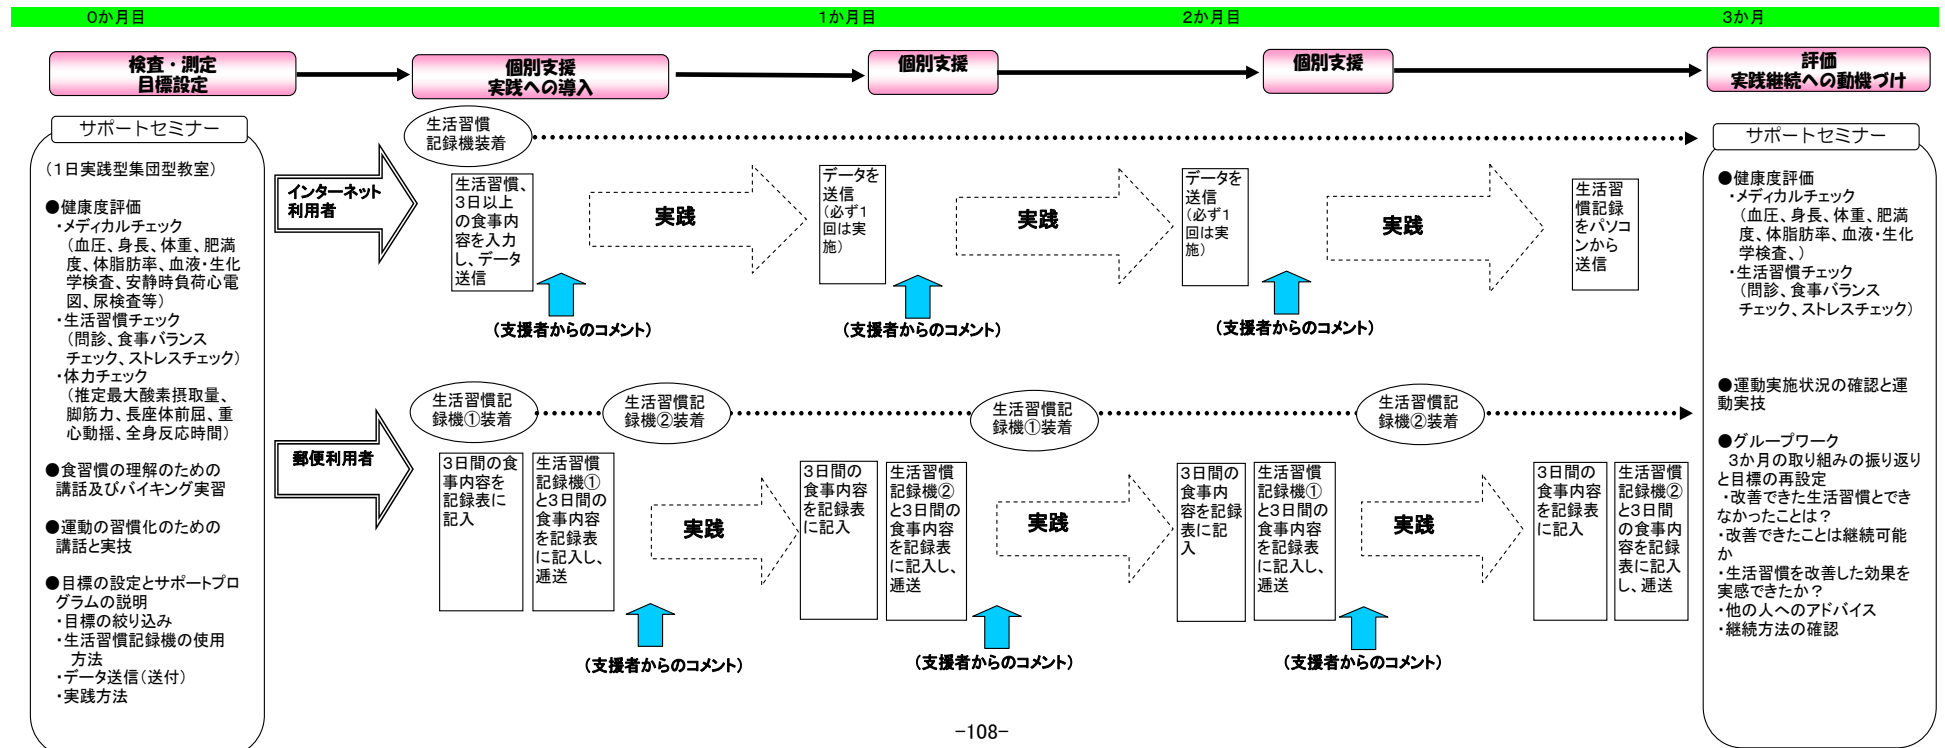 0か月目
1か月目
2か月目
3か月
検査・測定
目標設定
個別支援
実践への導入
個別支援
個別支援
評価
実践継続への動機づけ
サポートセミナー
(1日実践型集団型教室)
●健康度評価
・メディカルチェック
(血圧、身長、体重、肥満
度、体脂肪率、血液・生化
学検査、安静時負荷心電
図、尿検査等)
・生活習慣チェック
(問診、食事バランス
チェック、ストレスチェック)
・体力チェック
(推定最大酸素摂取量、
脚筋力、長座体前屈、重
心動揺、全身反応時間)
●食習慣の理解のための
講話及びバイキング実習
●運動の習慣化のための
講話と実技
●目標の設定とサポートプロ
グラムの説明
・目標の絞り込み
・生活習慣記録機の使用
方法
・データ送信(送付)
・実践方法
インターネット
利用者
生活習慣
記録機装着
生活習慣、
3日以上
の食事内
容を入力
し、データ
送信
実践
(支援者からのコメント)
データを
送信
(必ず1
回は実
施)
実践
(支援者からのコメント)
データを
送信
(必ず1
回は実
施)
実践
(支援者からのコメント)
生活習
慣記録
をパソコ
ンから
送信
郵便利用者
生活習慣記
録機①装着
生活習慣記
録機②装着
生活習慣記
録機①装着
生活習慣記
録機②装着
3日間の食
事内容を
記録表に
記入
生活習慣
記録機①
と3日間の
食事内容
を記録表
に記入し、
逓送
実践
(支援者からのコメント)
3日間の
食事内容
を記録表
に記入
生活習慣
記録機②
と3日間の
食事内容
を記録表
に記入し、
逓送
実践
(支援者からのコメント)
3日間の
食事内
容を記録
表に記
入
生活習慣
記録機①
と3日間の
食事内容
を記録表
に記入し、
逓送
実践
(支援者からのコメント)
3日間の
食事内容
を記録表
に記入
生活習慣
記録機②
と3日間
の食事内
容を記録
表に記入
し、逓送
サポートセミナー
●健康度評価
・メディカルチェック
(血圧、身長、体重、肥満
度、体脂肪率、血液・生化
学検査、)
・生活習慣チェック
(問診、食事バランス
チェック、ストレスチェック)
●運動実施状況の確認と運
動実技
●グループワーク
3か月の取り組みの振り返り
と目標の再設定
・改善できた生活習慣とでき
なかったことは?
・改善できたことは継続可能
か
・生活習慣を改善した効果を
実感できたか?
・他の人へのアドバイス
・継続方法の確認
-108-